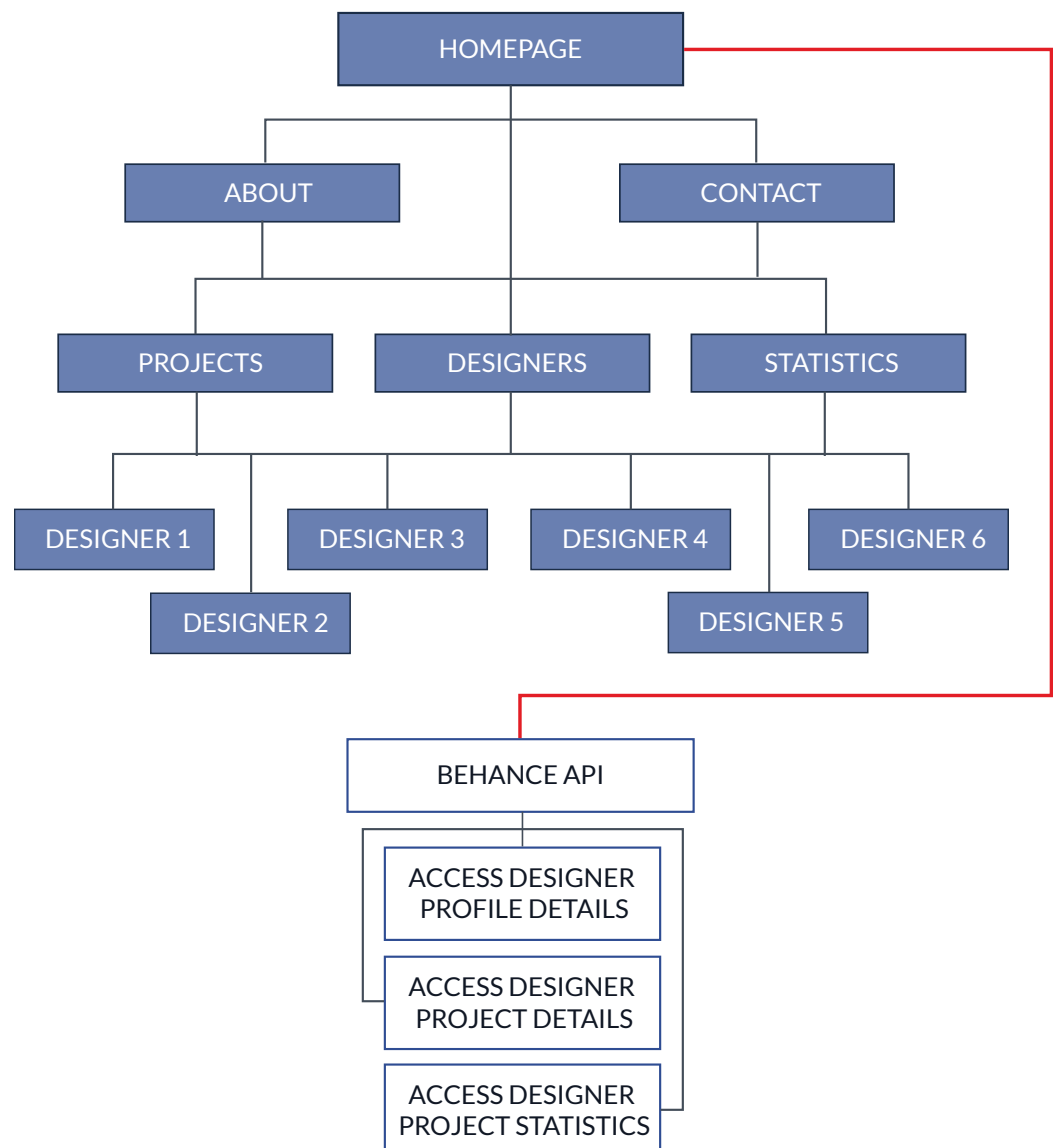 HOMEPAGE
ABOUT
CONTACT
PROJECTS
DESIGNERS
STATISTICS
DESIGNER 1
DESIGNER 3
DESIGNER 4
DESIGNER 6
DESIGNER 2
DESIGNER 5
BEHANCE API
ACCESS DESIGNER
PROFILE DETAILS
ACCESS DESIGNER
PROJECT DETAILS
ACCESS DESIGNER
PROJECT STATISTICS